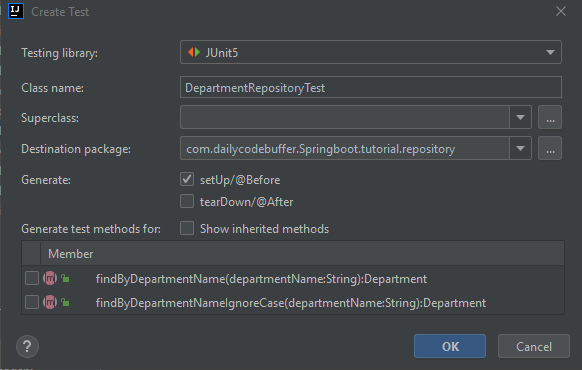 Create Test
Testing library: JUnit5
Class name: DepartmentRepositoryTest
Superclass: ...
Destination package: com.dailycodebuffer.Springboot.tutorial.repository ...
Generate: setUp/@Before
tearDown/@After
Generate test methods for: Show inherited methods
Member
m findByDepartmentName(departmentName:String):Department
m findByDepartmentNameIgnoreCase(departmentName:String):Department
? OK Cancel